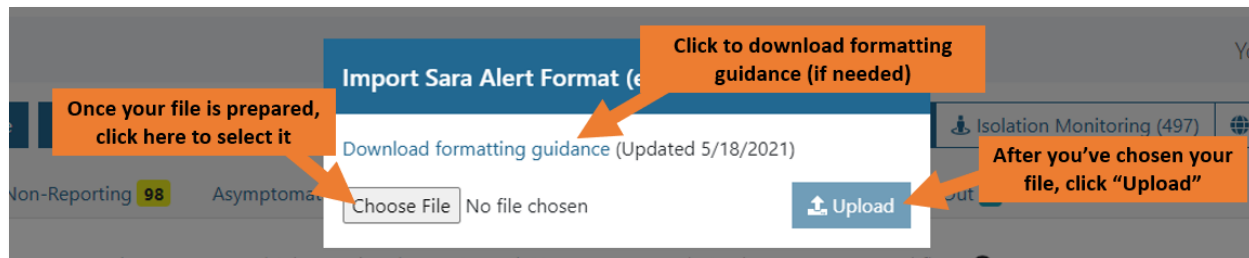 Click to download formatting
guidance (if needed)
Import Sara Alert Format (e
Once your file is prepared,
click here to select it
Isolation Monitoring (497)
Download formatting guidance (Updated 5/18/2021)
After you've chosen your
file, click “Upload”
Non-Reporting 98
Asymptomat
Choose File No file chosen
Upload
Out